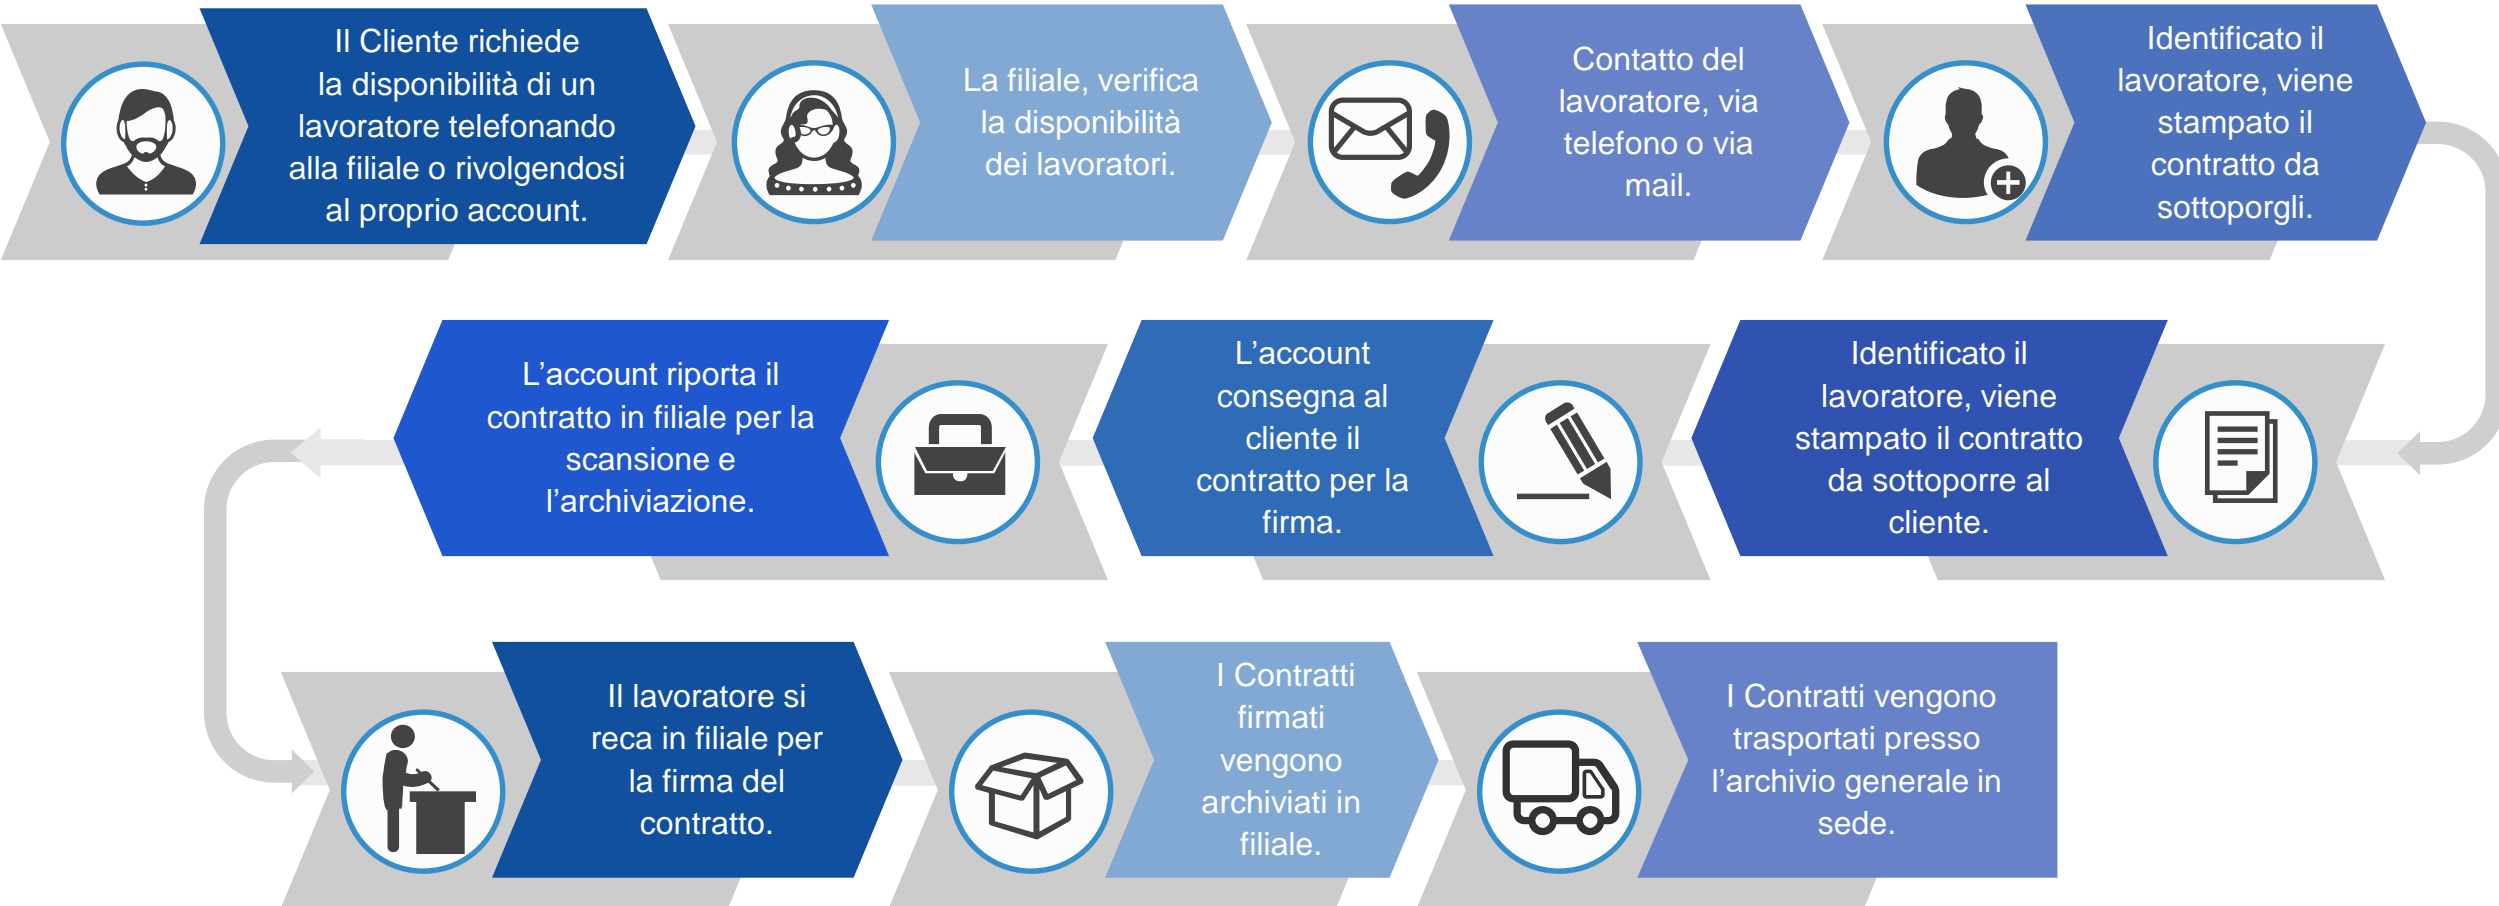 Il Cliente richiede
la disponibilità di un
lavoratore telefonando
alla filiale o rivolgendosi
al proprio account.
La filiale, verifica
la disponibilità
dei lavoratori.
Contatto del
lavoratore, via
telefono o via
mail.
Identificato il
lavoratore, viene
stampato il
contratto da
sottoporgli.
Identificato il
lavoratore, viene
stampato il contratto
da sottoporre al
cliente.
L’account
consegna al
cliente il
contratto per la
firma.
L’account riporta il
contratto in filiale per la
scansione e
l’archiviazione.
Il lavoratore si
reca in filiale per
la firma del
contratto.
I Contratti
firmati
vengono
archiviati in
filiale.
I Contratti vengono
trasportati presso
l’archivio generale in
sede.